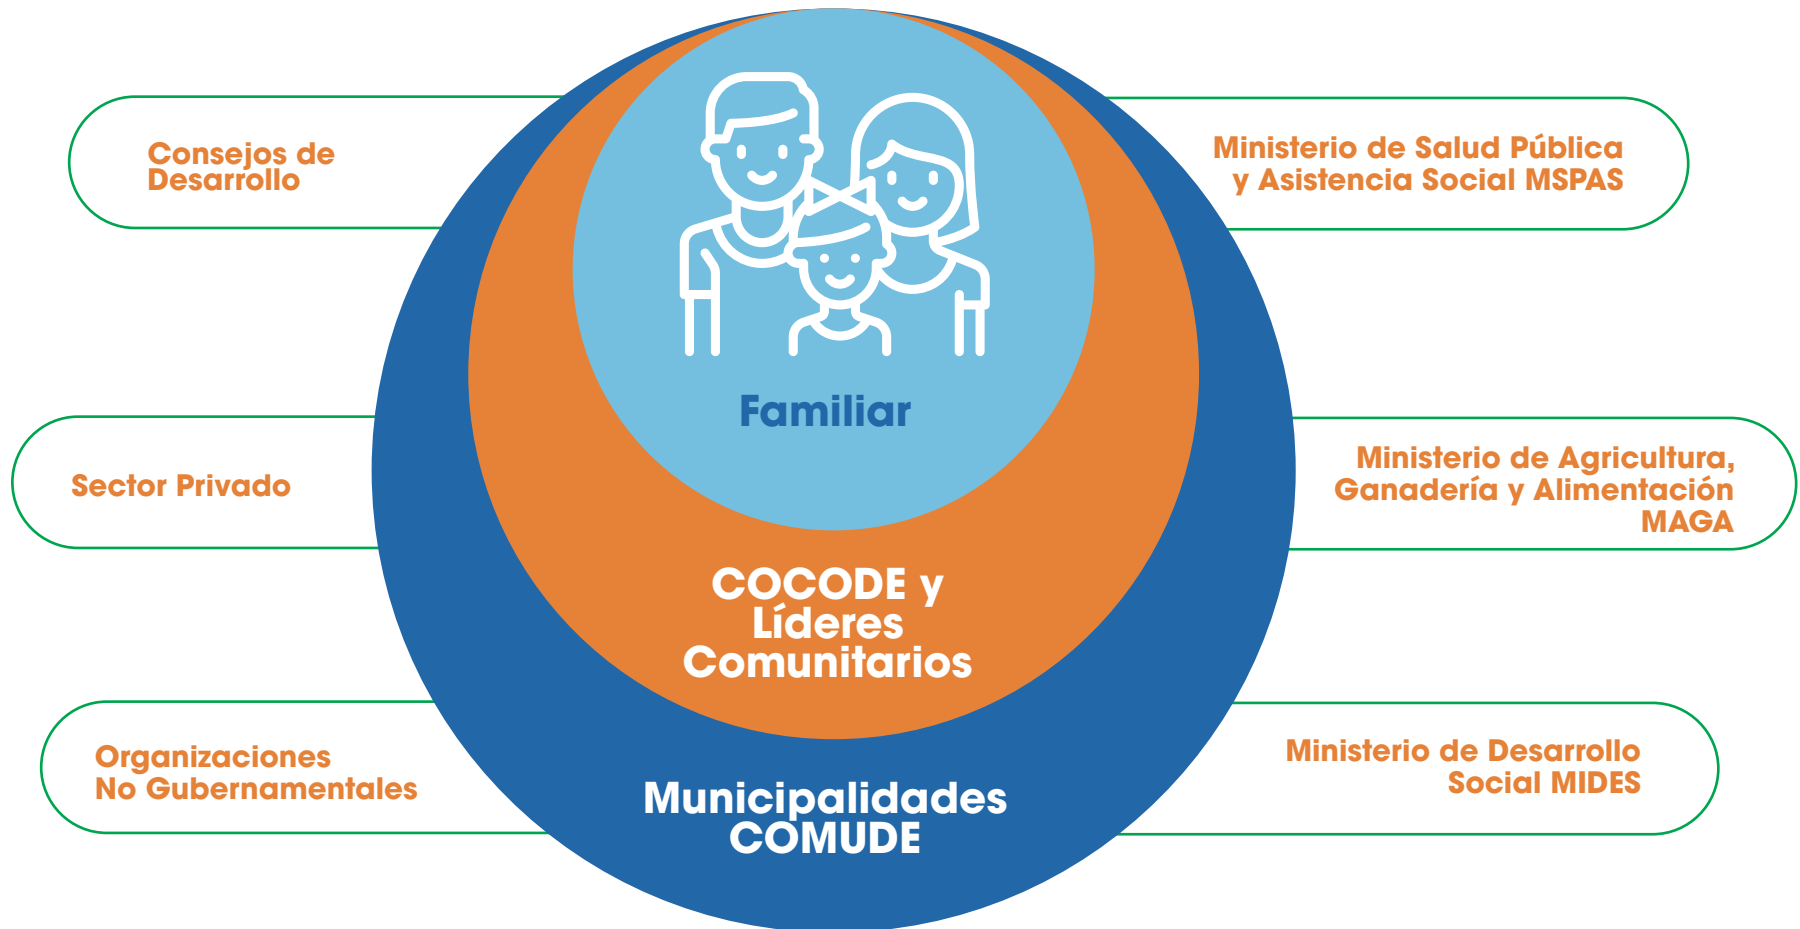 Consejos de
Desarrollo
Ministerio de Salud Pública
y Asistencia Social MSPAS
Familiar
Sector Privado
Ministerio de Agricultura,
Ganadería y Alimentación
MAGA
COCODE y
Líderes
Comunitarios
Organizaciones
No Gubernamentales
Municipalidades
COMUDE
Ministerio de Desarrollo
Social MIDES